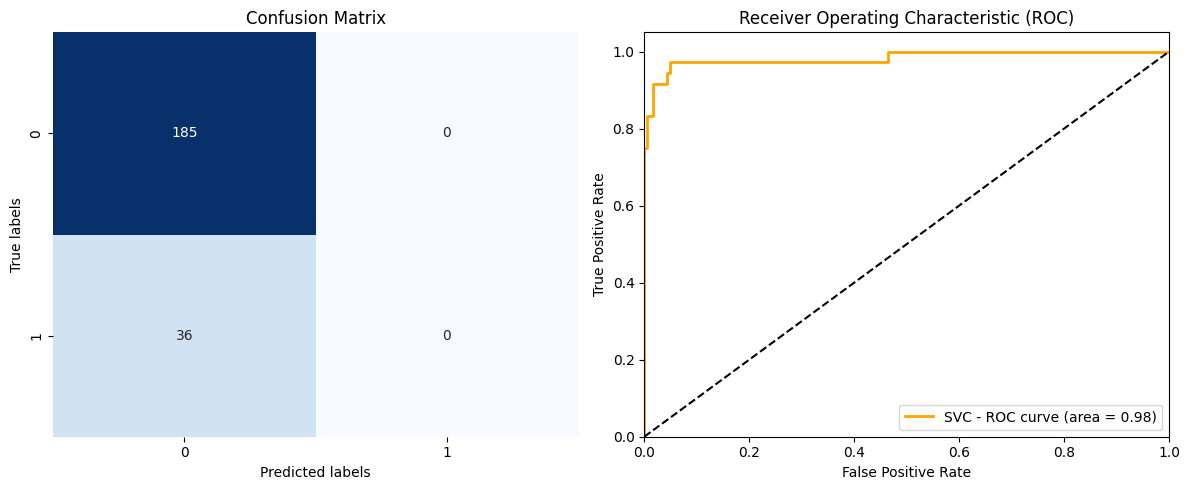 Confusion Matrix
True labels
0
1
185
0
36
0
0
1
Predicted labels
Receiver Operating Characteristic (ROC)
True Positive Rate
1.0
0.8
0.6
0.4
0.2
0.0
SVC - ROC curve (area = 0.98)
0.0
0.2
0.4
0.6
0.8
1.0
False Positive Rate